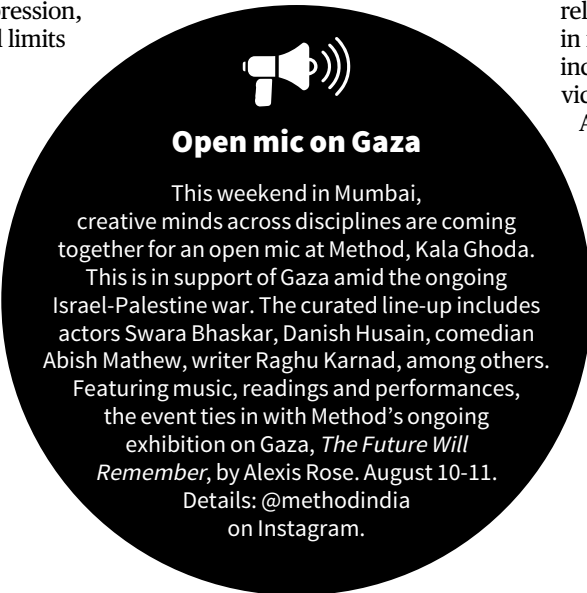 pression,
l limits
Open mic on Gaza
This weekend in Mumbai,
creative minds across disciplines are coming
together for an open mic at Method, Kala Ghoda.
This is in support of Gaza amid the ongoing
Israel-Palestine war. The curated line-up includes
actors Swara Bhaskar, Danish Husain, comedian
Abish Mathew, writer Raghu Karnad, among others.
Featuring music, readings and performances,
the event ties in with Method’s ongoing
exhibition on Gaza, The Future Will
Remember, by Alexis Rose. August 10-11.
Details: @methodindia
on Instagram.
rel
in
inc
vic